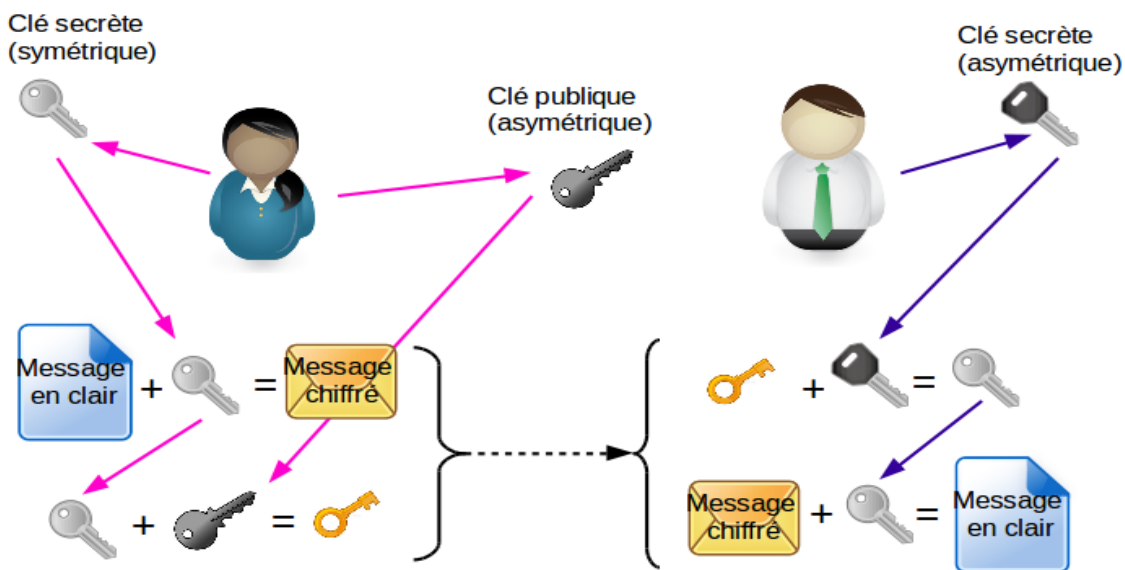 Clé secrète
(symétrique)
Clé publique
(asymétrique)
Clé secrète
(asymétrique)
Message
en clair
+
=
Message
chiffré
+
=
+
=
Message
chiffré
+
=
Message
en clair